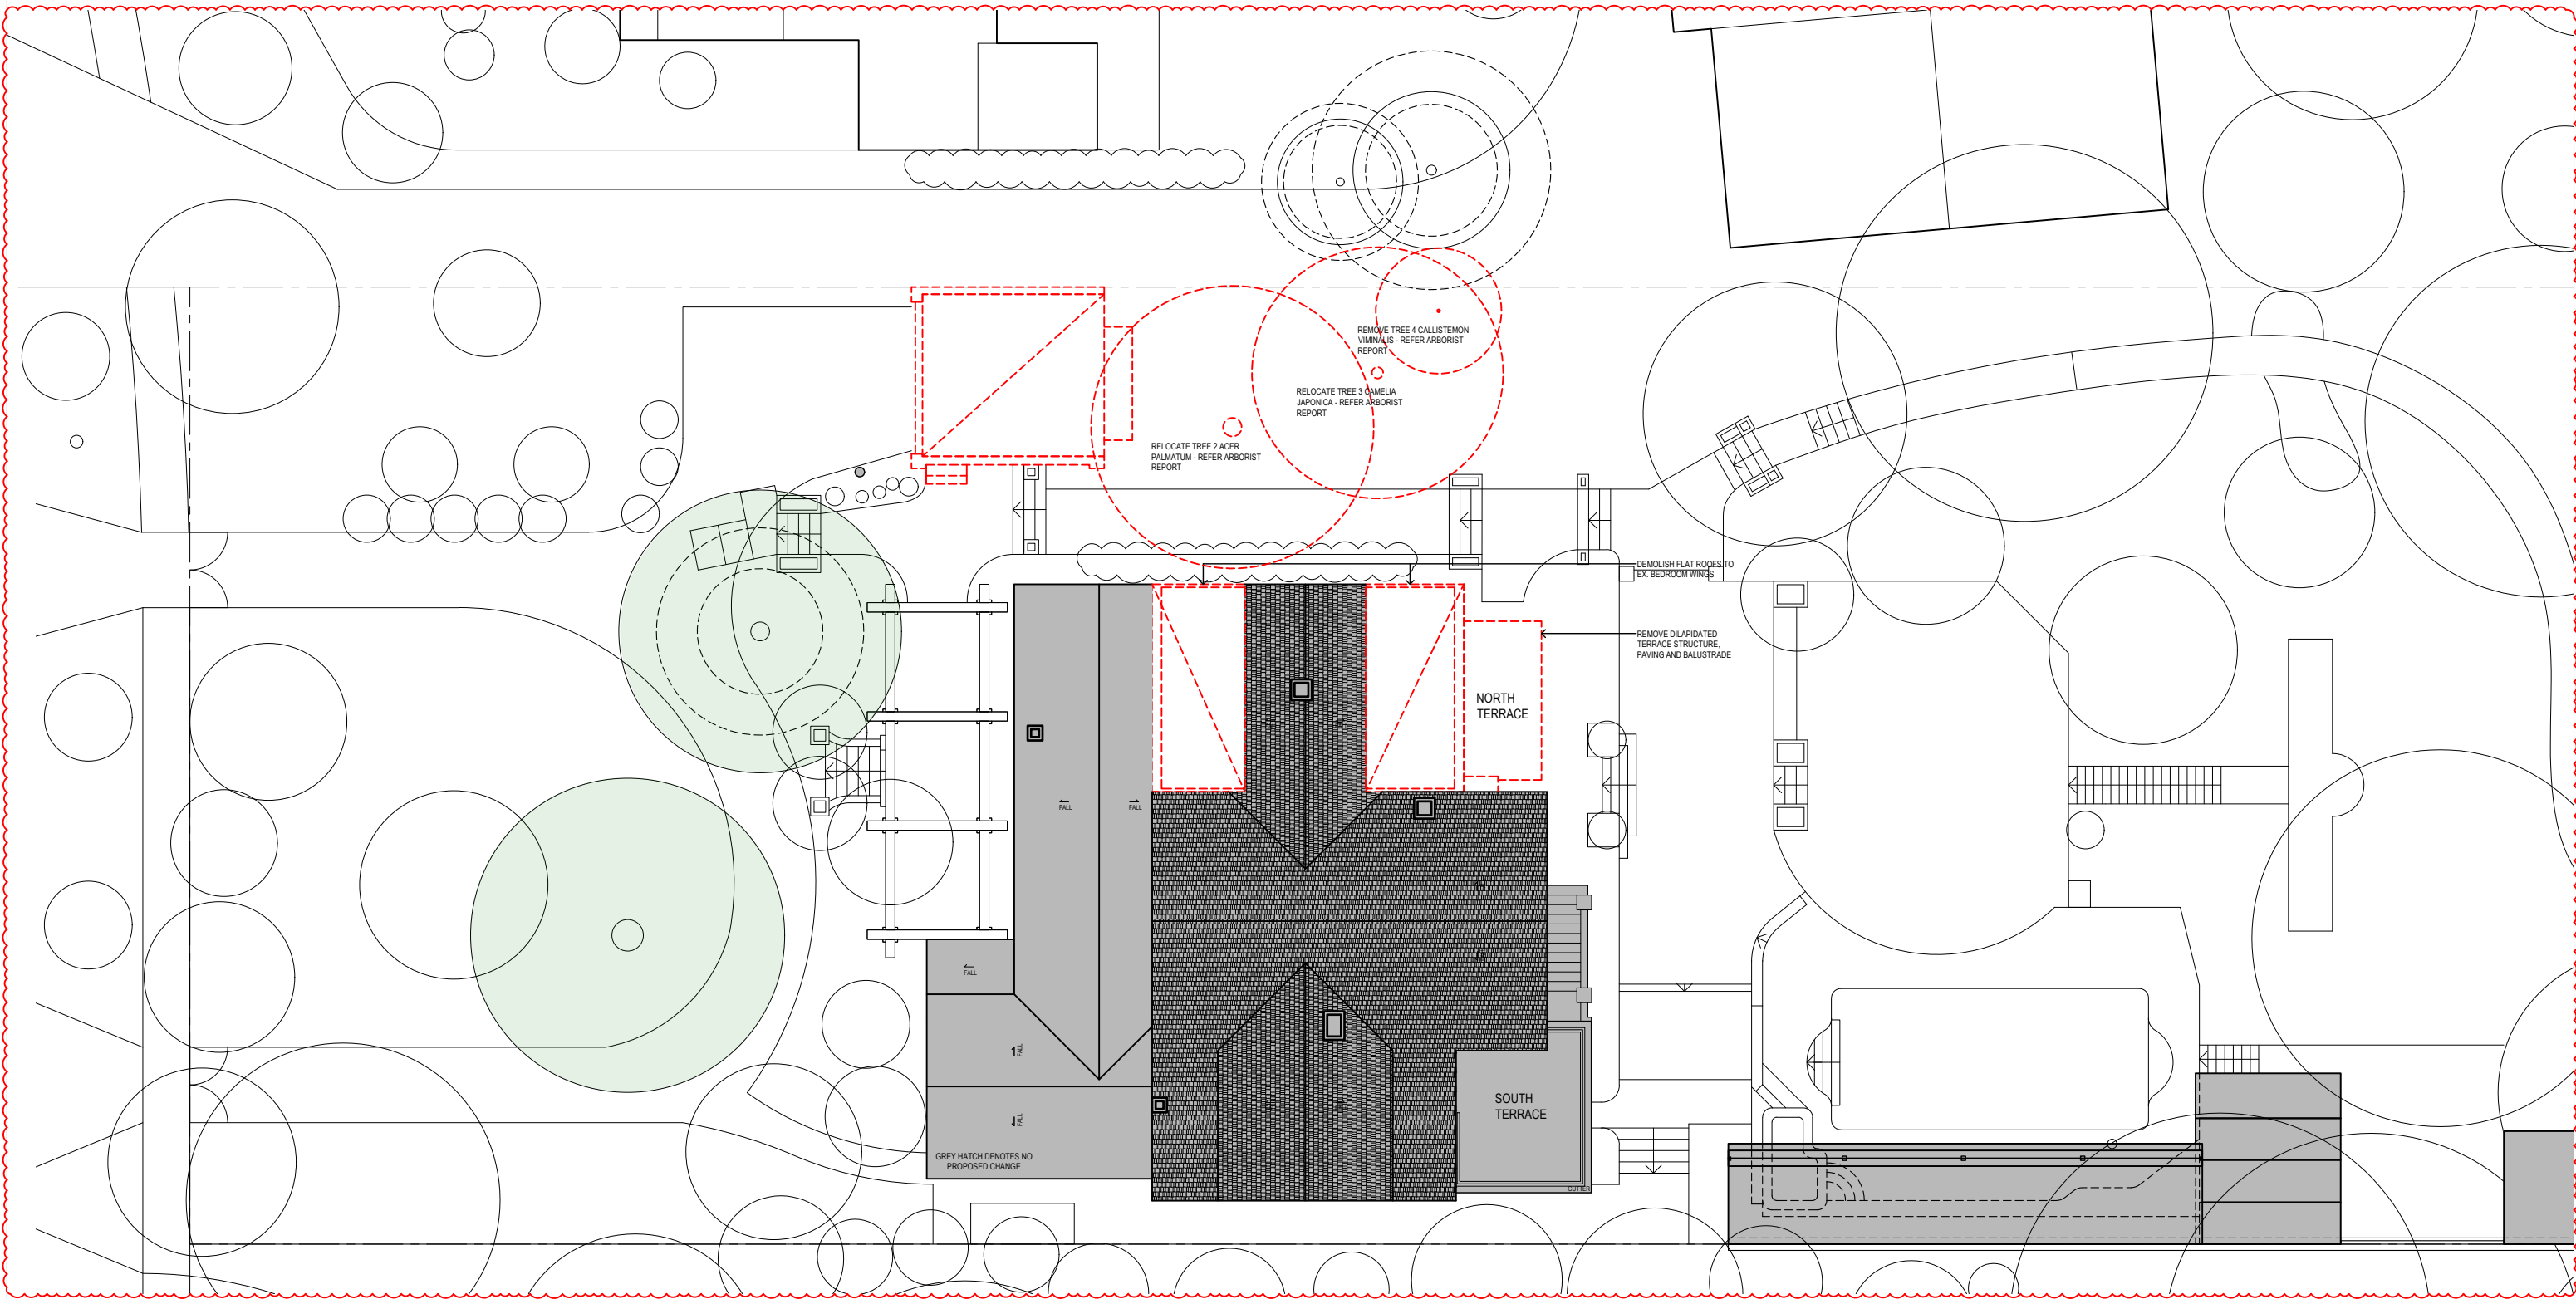 REMOVE TREE 4 CALLISTEMON
VIMINALIS - REFER ARBORIST
REPORT
RELOCATE TREE 3 CAMELIA
JAPONICA - REFER ARBORIST
REPORT
RELOCATE TREE 2 ACER
PALMATUM - REFER ARBORIST
REPORT
DEMOLISH FLAT ROOFS TO
EX. BEDROOM WINGS
REMOVE DILAPIDATED
TERRACE STRUCTURE,
PAVING AND BALUSTRADE
NORTH
TERRACE
FALL
FALL
FALL
FALL
FALL
SOUTH
TERRACE
GREY HATCH DENOTES NO
PROPOSED CHANGE
GUTTER